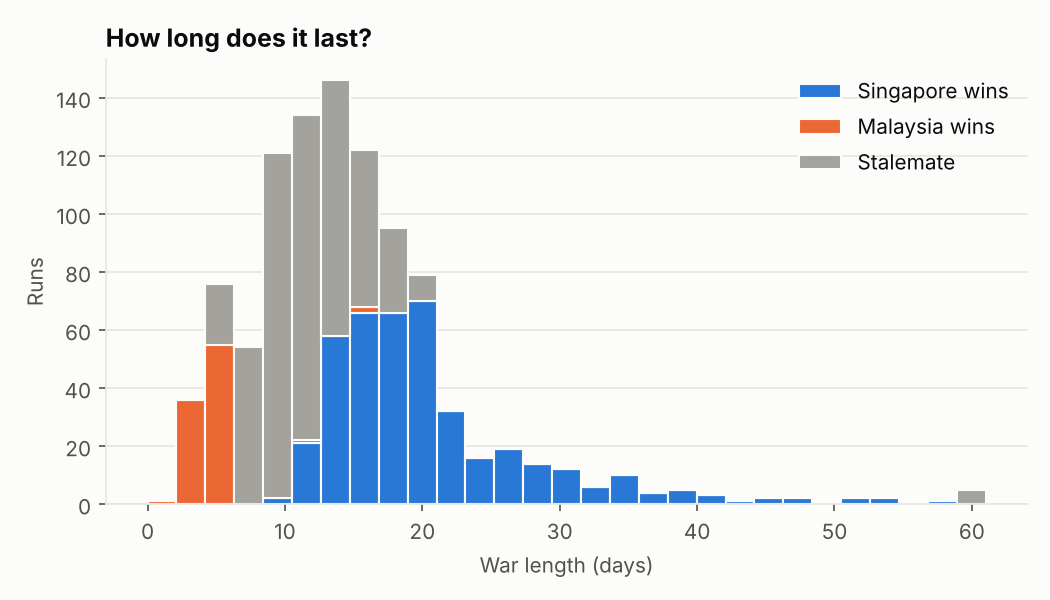 How long does it last?
Singapore wins
Malaysia wins
Stalemate
Runs
140
120
100
80
60
40
20
0
0 10 20 30 40 50 60
War length (days)